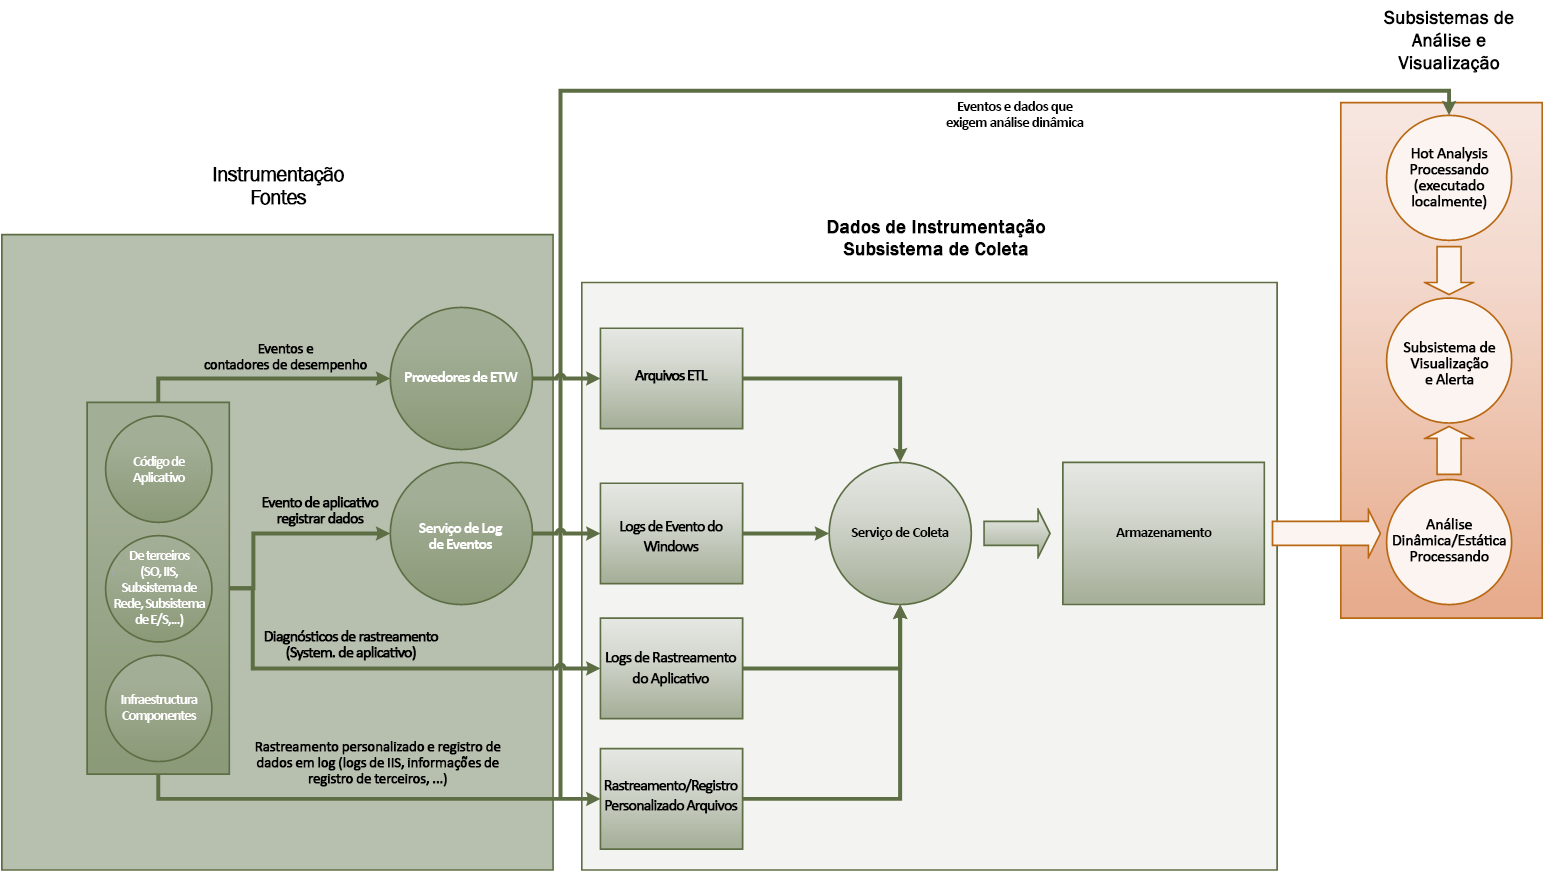 Subsistemas de
Análise e
Visualização
Eventos e dados que
exigem análise dinâmica
Hot Analysis
Processando
(executado
localmente)
Instrumentação
Fontes
Dados de Instrumentação
Subsistema de Coleta
Eventos e
contadores de desempenho
Provedores de ETW
Arquivos ETL
Subsistema de
Visualização
e Alerta
Código de
Aplicativo
Evento de aplicativo
registrar dados
Serviço de Log
de Eventos
Logs de Evento do
Windows
Serviço de Coleta
Armazenamento
Análise
Dinâmica/Estática
Processando
De terceiros
(SO, IIS,
Subsistema de
Rede, Subsistema
de E/S,...)
Diagnósticos de rastreamento
(System. de aplicativo)
Logs de Rastreamento
do Aplicativo
Infraestructura
Componentes
Rastreamento personalizado e registro de
dados em log (logs de IIS, informações de
registro de terceiros, ...)
Rastreamento/Registro
Personalizado Arquivos